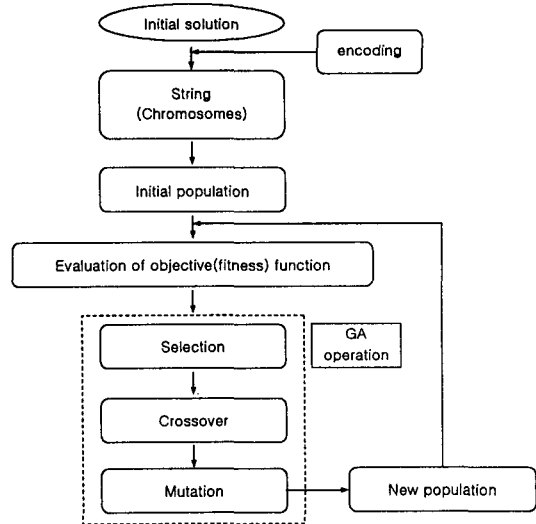 Initial solution
encoding
String
(Chromosomes)
Initial population
Evaluation of objective(fitness) function
Selection
GA
operation
Crossover
Mutation
New population